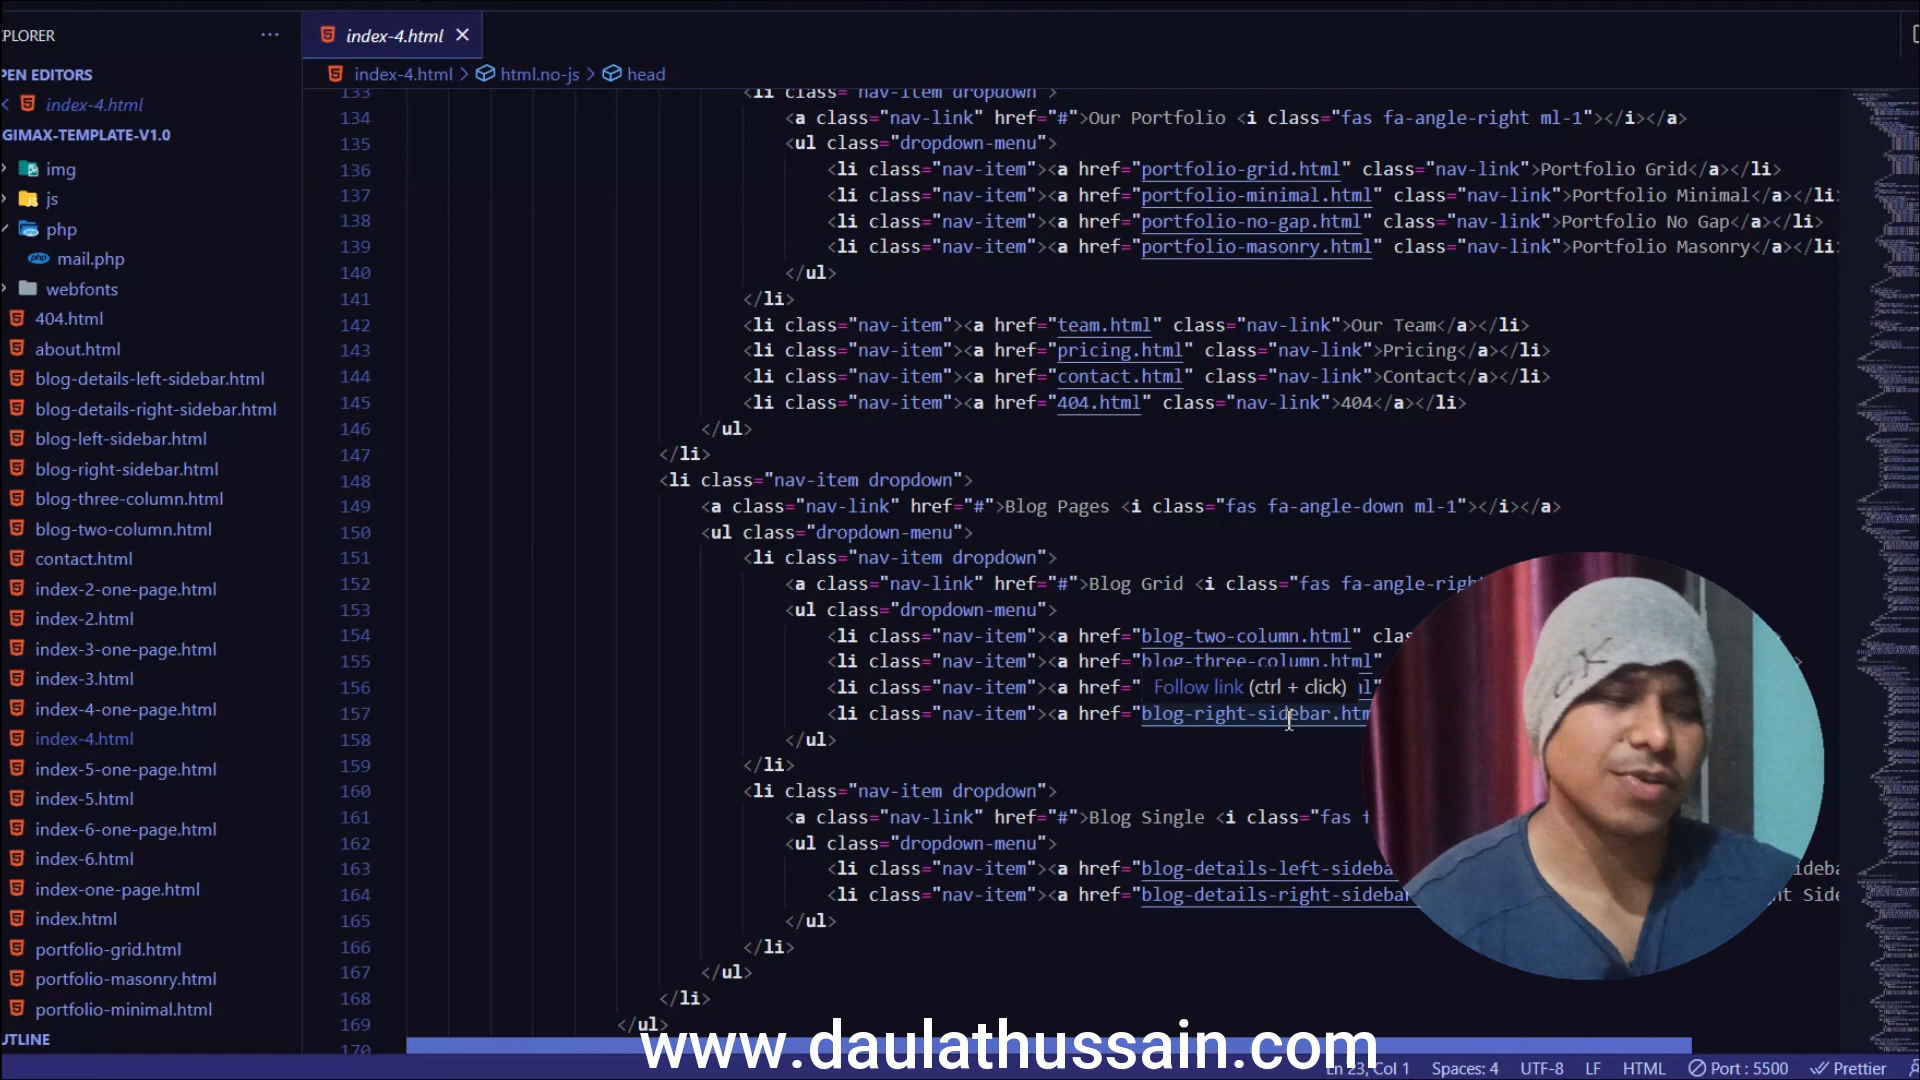 PLORER
index-4.html
PEN EDITORS
index-4.html
GIMAX-TEMPLATE-V1.0
img
js
php
mail.php
webfonts
404.html
about.html
blog-details-left-sidebar.html
blog-details-right-sidebar.html
blog-left-sidebar.html
blog-right-sidebar.html
blog-three-column.html
blog-two-column.html
contact.html
index-2-one-page.html
index-2.html
index-3-one-page.html
index-3.html
index-4-one-page.html
index-4.html
index-5-one-page.html
index-5.html
index-6-one-page.html
index-6.html
index-one-page.html
index.html
portfolio-grid.html
portfolio-masonry.html
portfolio-minimal.html
UTLINE
index-4.html > html.no-js > head
133 <li class="nav-item dropdown">
134 <a class="nav-link" href="#">Our Portfolio <i class="fas fa-angle-right ml-1"></i></a>
135 <ul class="dropdown-menu">
136 <li class="nav-item"><a href="portfolio-grid.html" class="nav-link">Portfolio Grid</a></li>
137 <li class="nav-item"><a href="portfolio-minimal.html" class="nav-link">Portfolio Minimal</a></li>
138 <li class="nav-item"><a href="portfolio-no-gap.html" class="nav-link">Portfolio No Gap</a></li>
139 <li class="nav-item"><a href="portfolio-masonry.html" class="nav-link">Portfolio Masonry</a></li>
140 </ul>
141 </li>
142 <li class="nav-item"><a href="team.html" class="nav-link">Our Team</a></li>
143 <li class="nav-item"><a href="pricing.html" class="nav-link">Pricing</a></li>
144 <li class="nav-item"><a href="contact.html" class="nav-link">Contact</a></li>
145 <li class="nav-item"><a href="404.html" class="nav-link">404</a></li>
146 </ul>
147 </li>
148 <li class="nav-item dropdown">
149 <a class="nav-link" href="#">Blog Pages <i class="fas fa-angle-down ml-1"></i></a>
150 <ul class="dropdown-menu">
151 <li class="nav-item dropdown">
152 <a class="nav-link" href="#">Blog Grid <i class="fas fa-angle-righ
153 <ul class="dropdown-menu">
154 <li class="nav-item"><a href="blog-two-column.html" clas
155 <li class="nav-item"><a href="blog-three-column.html"
156 <li class="nav-item"><a href=" Follow link (ctrl + click) ml"
157 <li class="nav-item"><a href="blog-right-sidebar.htm
158 </ul>
159 </li>
160 <li class="nav-item dropdown">
161 <a class="nav-link" href="#">Blog Single <i class="fas f
162 <ul class="dropdown-menu">
163 <li class="nav-item"><a href="blog-details-left-sideba idebar
164 <li class="nav-item"><a href="blog-details-right-sidebar ht Side
165 </ul>
166 </li>
167 </ul>
168 </li>
169 </ul>
170
www.daulathussain.com
Ln 23, Col 1 Spaces: 4 UTF-8 LF HTML Port : 5500 Prettier